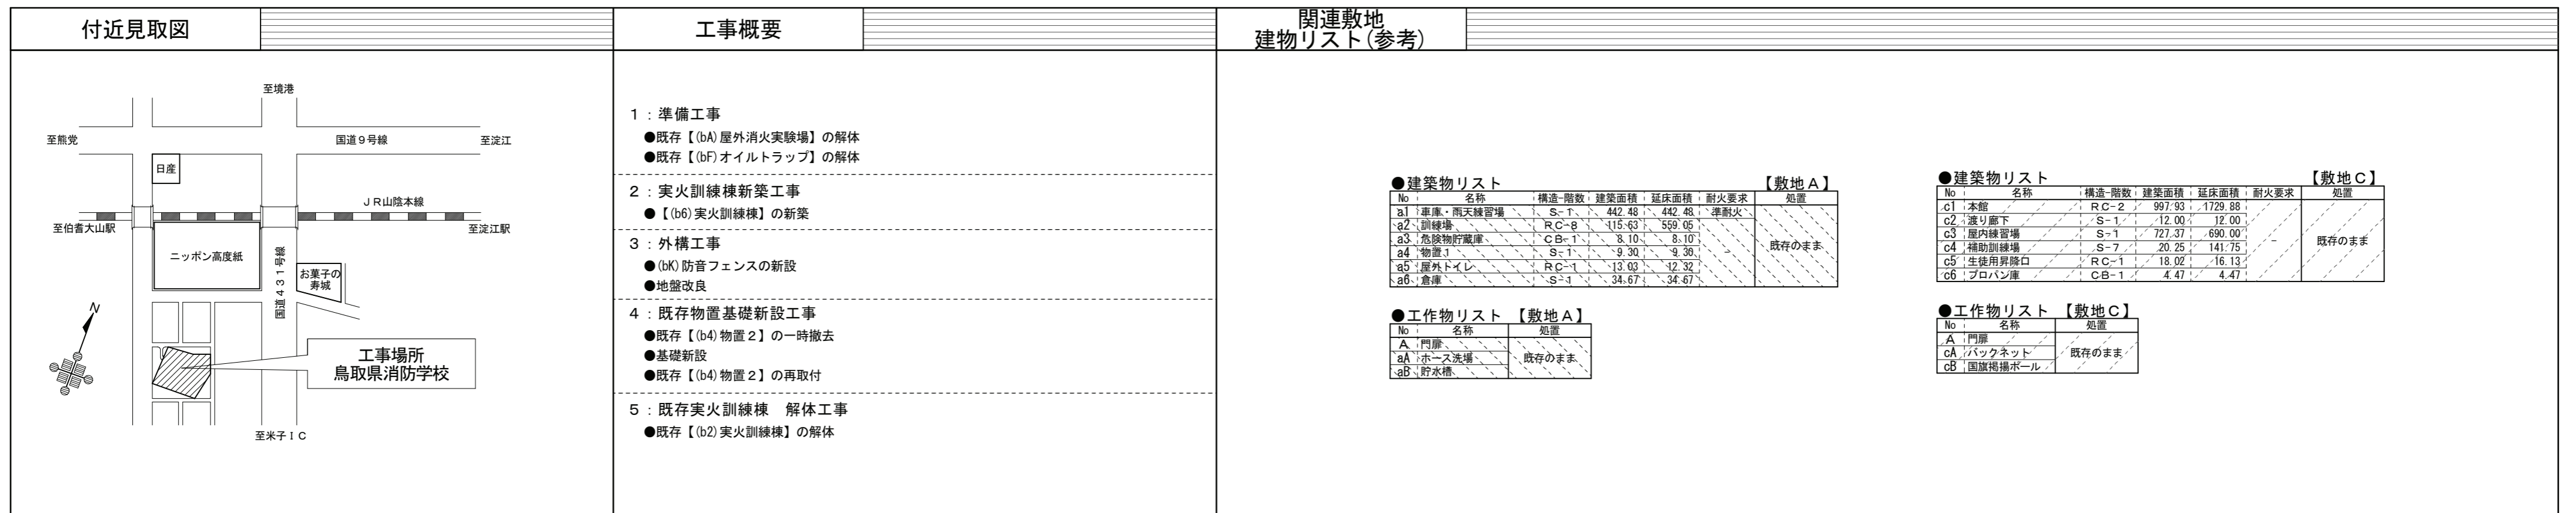 付近見取図
至境港
至熊党
国道９号線
至淀江
日産
ＪＲ山陰本線
至伯耆大山駅
至淀江駅
ニッポン高度紙
国道４３１号線
お菓子の
寿城
N
工事場所
鳥取県消防学校
至米子ＩＣ
工事概要
１：準備工事
●既存【(bA)屋外消火実験場】の解体
●既存【(bF)オイルトラップ】の解体
２：実火訓練棟新築工事
●【(b6)実火訓練棟】の新築
３：外構工事
●(bK)防音フェンスの新設
●地盤改良
４：既存物置基礎新設工事
●既存【(b4)物置２】の一時撤去
●基礎新設
●既存【(b4)物置２】の再取付
５：既存実火訓練棟　解体工事
●既存【(b2)実火訓練棟】の解体
関連敷地
建物リスト(参考)
●建築物リスト 【敷地Ａ】
No 名称 構造-階数 建築面積 延床面積 耐火要求 処置
a1 車庫・雨天練習場 Ｓ-１ 442.48 442.48 準耐火
a2 訓練場 ＲＣ-８ 115.63 559.05
a3 危険物貯蔵庫 ＣＢ-１ 8.10 8.10
a4 物置１ Ｓ-１ 9.30 9.30 - 既存のまま
a5 屋外トイレ ＲＣ-１ 13.03 12.32
a6 倉庫 Ｓ-１ 34.67 34.67
●工作物リスト 【敷地Ａ】
No 名称 処置
A 門扉
aA ホース洗場 既存のまま
aB 貯水槽
●建築物リスト 【敷地Ｃ】
No 名称 構造-階数 建築面積 延床面積 耐火要求 処置
c1 本館 ＲＣ-２ 997.93 1729.88
c2 渡り廊下 Ｓ-１ 12.00 12.00
c3 屋内練習場 Ｓ-１ 727.37 690.00 - 既存のまま
c4 補助訓練場 Ｓ-７ 20.25 141.75
c5 生徒用昇降口 ＲＣ-１ 18.02 16.13
c6 プロパン庫 ＣＢ-１ 4.47 4.47
●工作物リスト 【敷地Ｃ】
No 名称 処置
A 門扉
cA バックネット 既存のまま
cB 国旗掲揚ポール